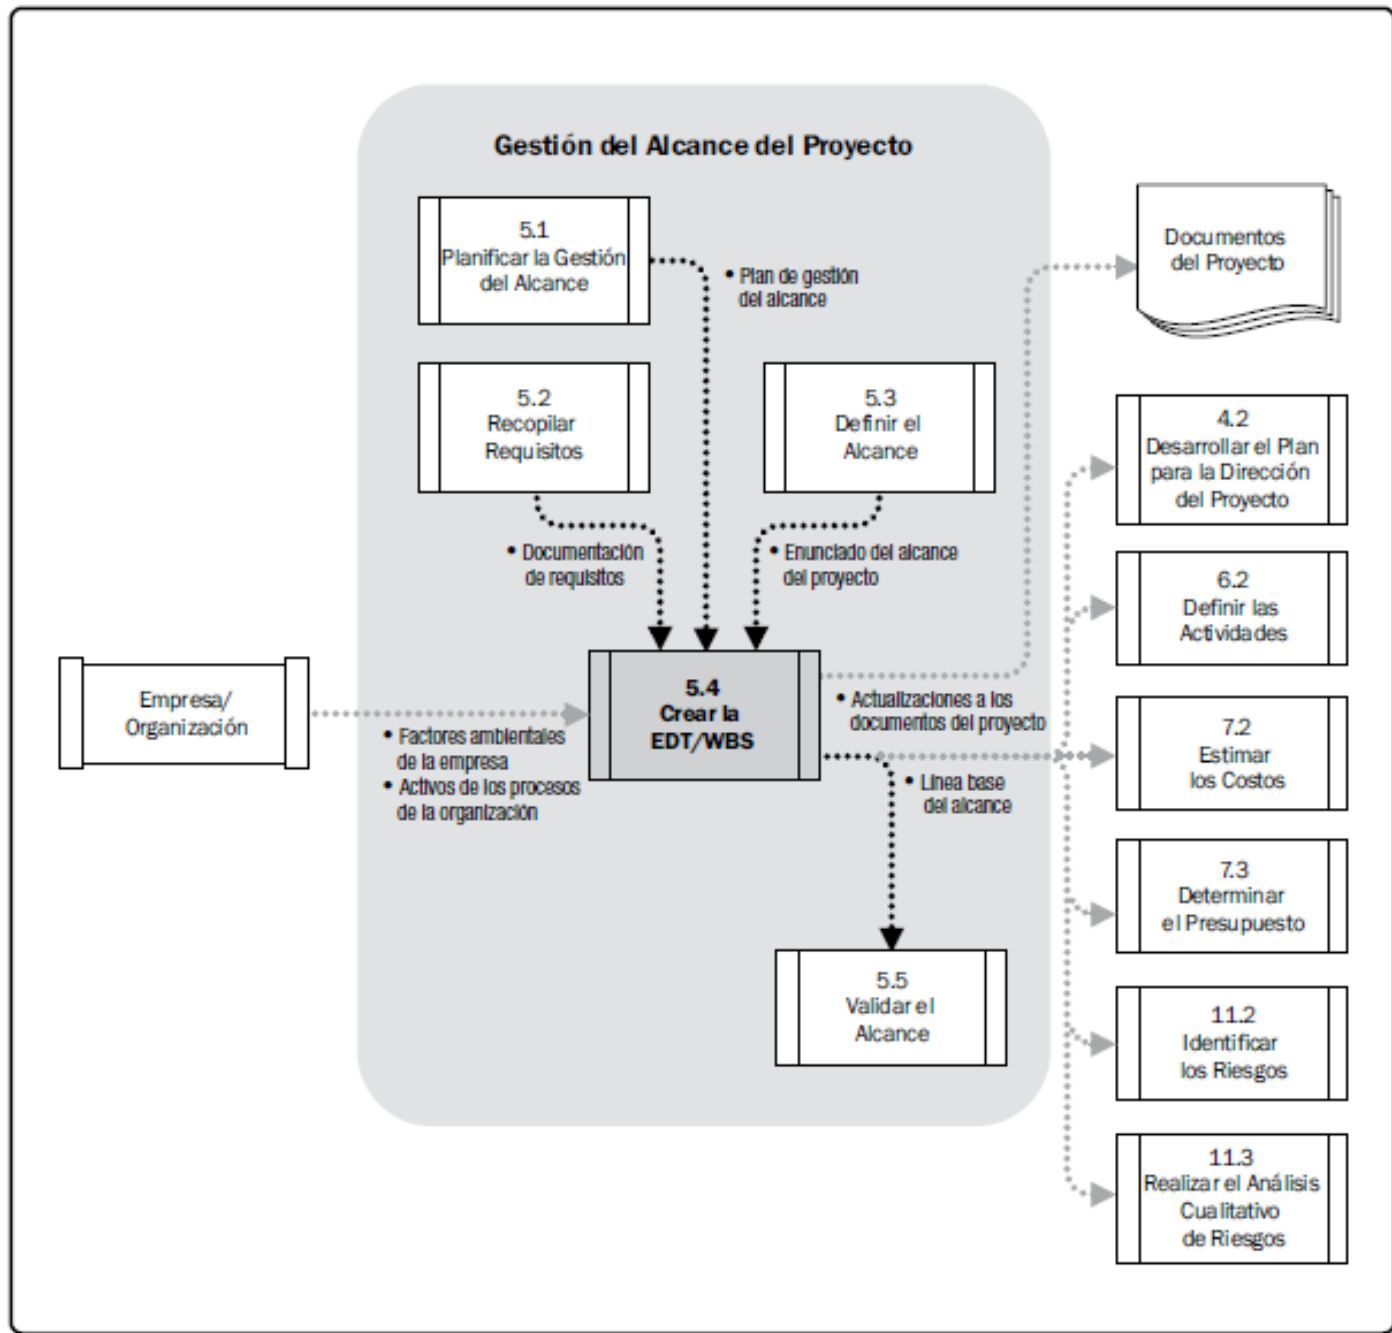 Gestión del Alcance del Proyecto
5.1
Planificar la Gestión
del Alcance
• Plan de gestión
del alcance
Documentos
del Proyecto
5.2
Recopilar
Requisitos
5.3
Definir el
Alcance
4.2
Desarrollar el Plan
para la Dirección
del Proyecto
• Documentación
de requisitos
• Enunciado del alcance
del proyecto
6.2
Definir las
Actividades
Empresa/
Organización
• Factores ambientales
de la empresa
• Activos de los procesos
de la organización
5.4
Crear la
EDT/WBS
• Actualizaciones a los
documentos del proyecto
• Línea base
del alcance
7.2
Estimar
los Costos
7.3
Determinar
el Presupuesto
5.5
Validar el
Alcance
11.2
Identificar
los Riesgos
11.3
Realizar el Análisis
Cualitativo
de Riesgos